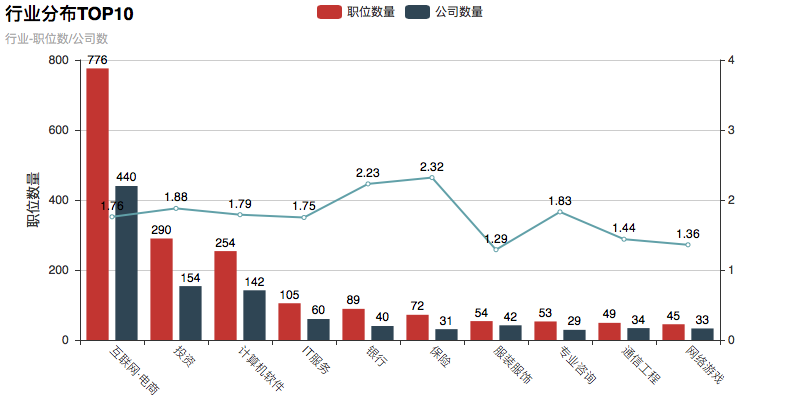 行业分布TOP10
职位数量 公司数量
行业-职位数/公司数
职位数量
800
600
400
200
0
4
3
2
1
0
776 440
290 154
254 142
105 60
89 40
72 31
54 42
53 29
49 34
45 33
1.76
1.88
1.79
1.75
2.23
2.32
1.29
1.83
1.44
1.36
互联网·电商
投资
计算机软件
IT服务
银行
保险
服装服饰
专业咨询
通信工程
网络游戏